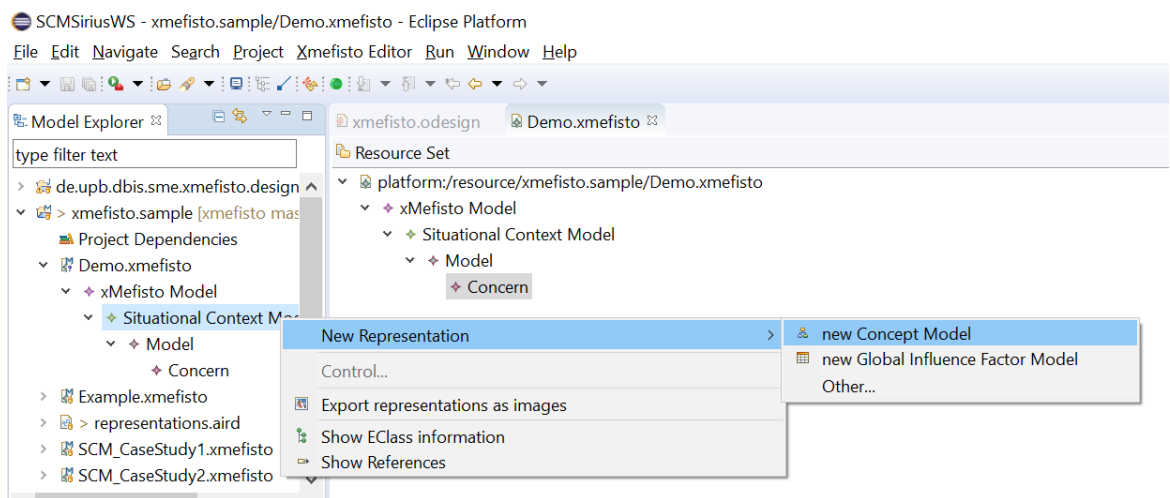 SCMSiriusWS - xmefisto.sample/Demo.xmefisto - Eclipse Platform
File Edit Navigate Search Project Xmefisto Editor Run Window Help
Model Explorer
xmefisto.odesign
Demo.xmefisto
type filter text
Resource Set
de.upb.dbis.sme.xmefisto.design
> xmefisto.sample [xmefisto mas
Project Dependencies
Demo.xmefisto
xMefisto Model
Situational Context Mo
Model
Concern
Example.xmefisto
> representations.aird
SCM_CaseStudy1.xmefisto
SCM_CaseStudy2.xmefisto
platform:/resource/xmefisto.sample/Demo.xmefisto
xMefisto Model
Situational Context Model
Model
Concern
New Representation
Control...
Export representations as images
Show EClass information
Show References
new Concept Model
new Global Influence Factor Model
Other...